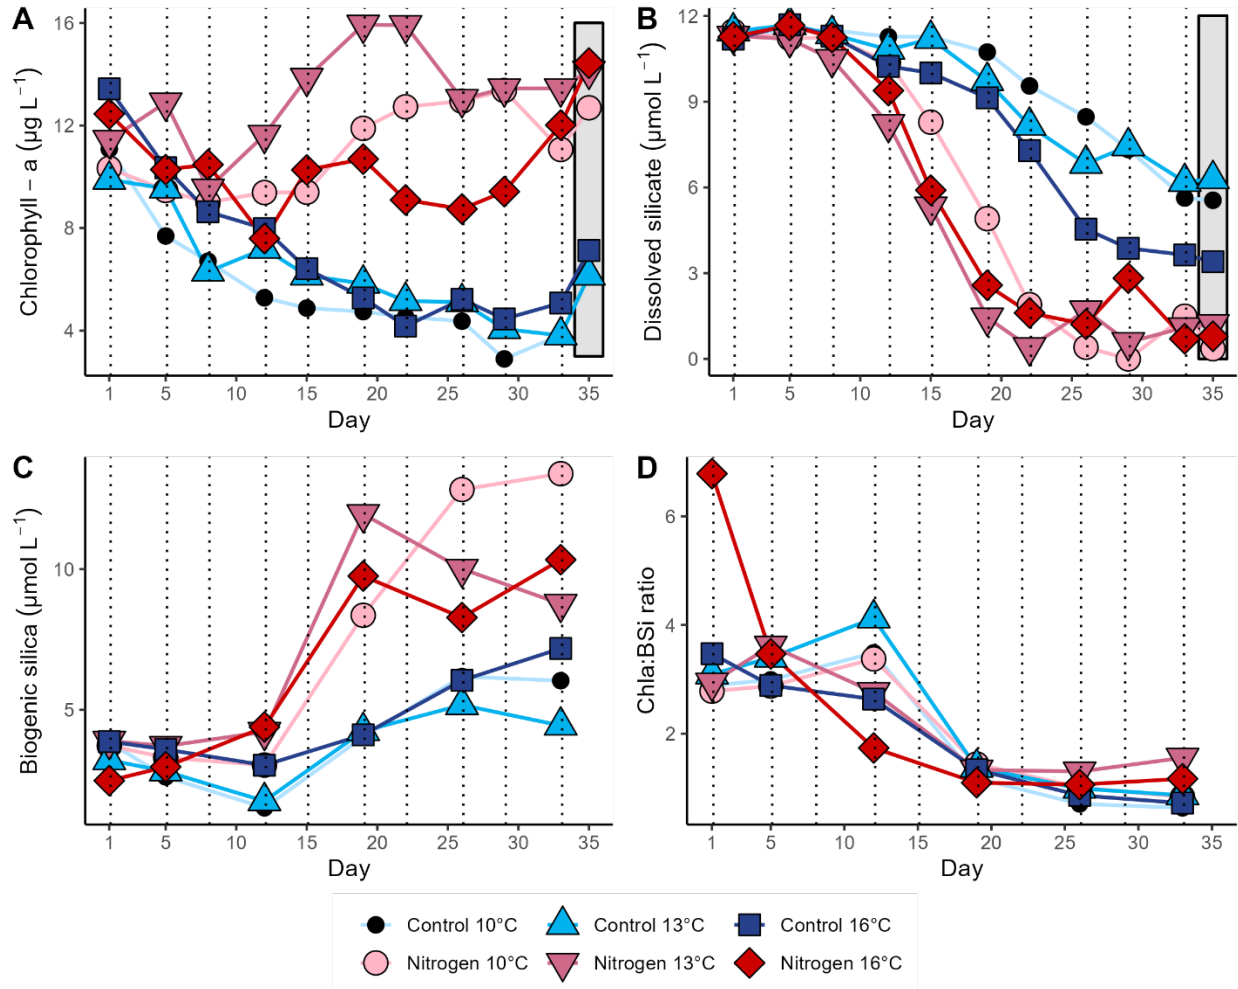 A
Chlorophyll − a (µg L⁻¹)
16
12
8
4
1 5 10 15 20 25 30 35
Day
B
Dissolved silicate (µmol L⁻¹)
12
9
6
3
0
1 5 10 15 20 25 30 35
Day
C
Biogenic silica (µmol L⁻¹)
10
5
1 5 10 15 20 25 30 35
Day
D
Chla:BSi ratio
6
4
2
1 5 10 15 20 25 30 35
Day
Control 10°C Control 13°C Control 16°C
Nitrogen 10°C Nitrogen 13°C Nitrogen 16°C